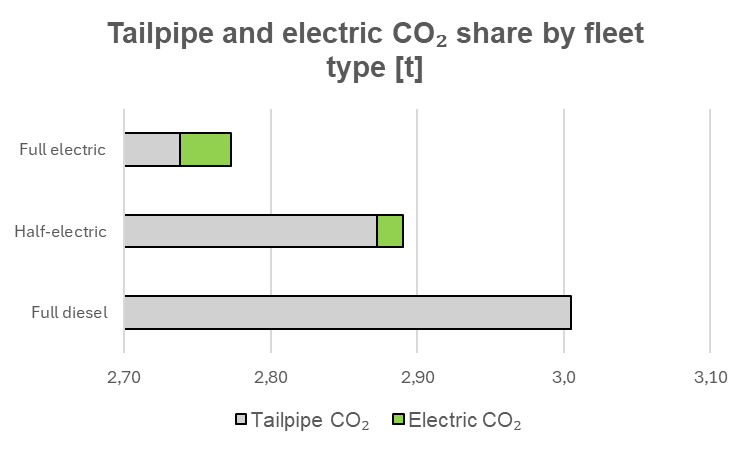 Tailpipe and electric CO₂ share by fleet
type [t]
Full electric
Half-electric
Full diesel
2,70 2,80 2,90 3,0 3,10
Tailpipe CO₂ Electric CO₂